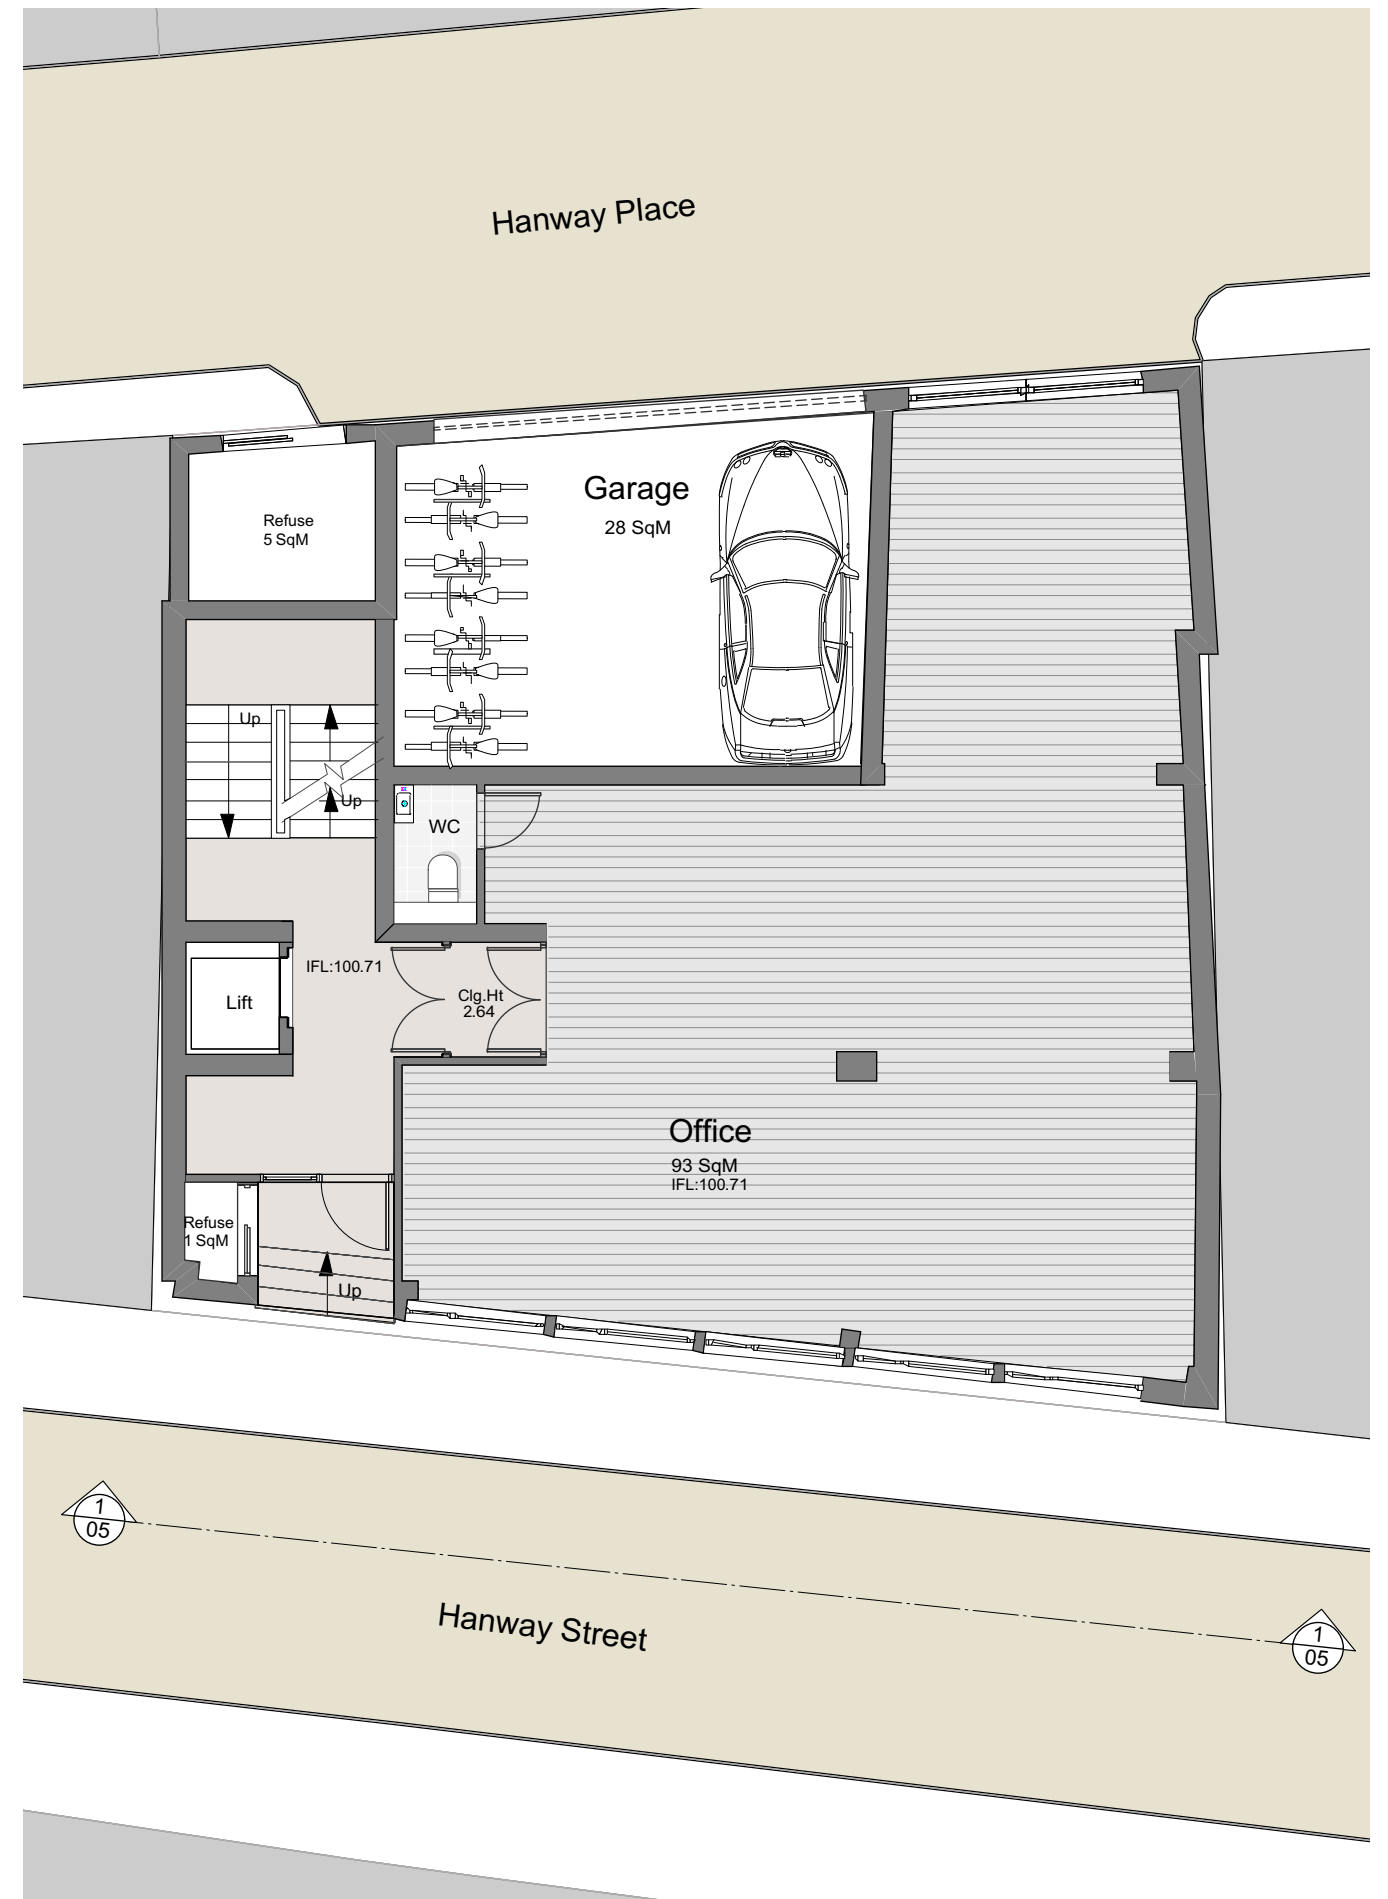 Hanway Place
Garage
28 SqM
Refuse
5 SqM
Up
Up
WC
IFL:100.71
Lift
Clg.Ht
2.64
Office
93 SqM
IFL:100.71
Refuse
1 SqM
Up
1
05
Hanway Street
1
05